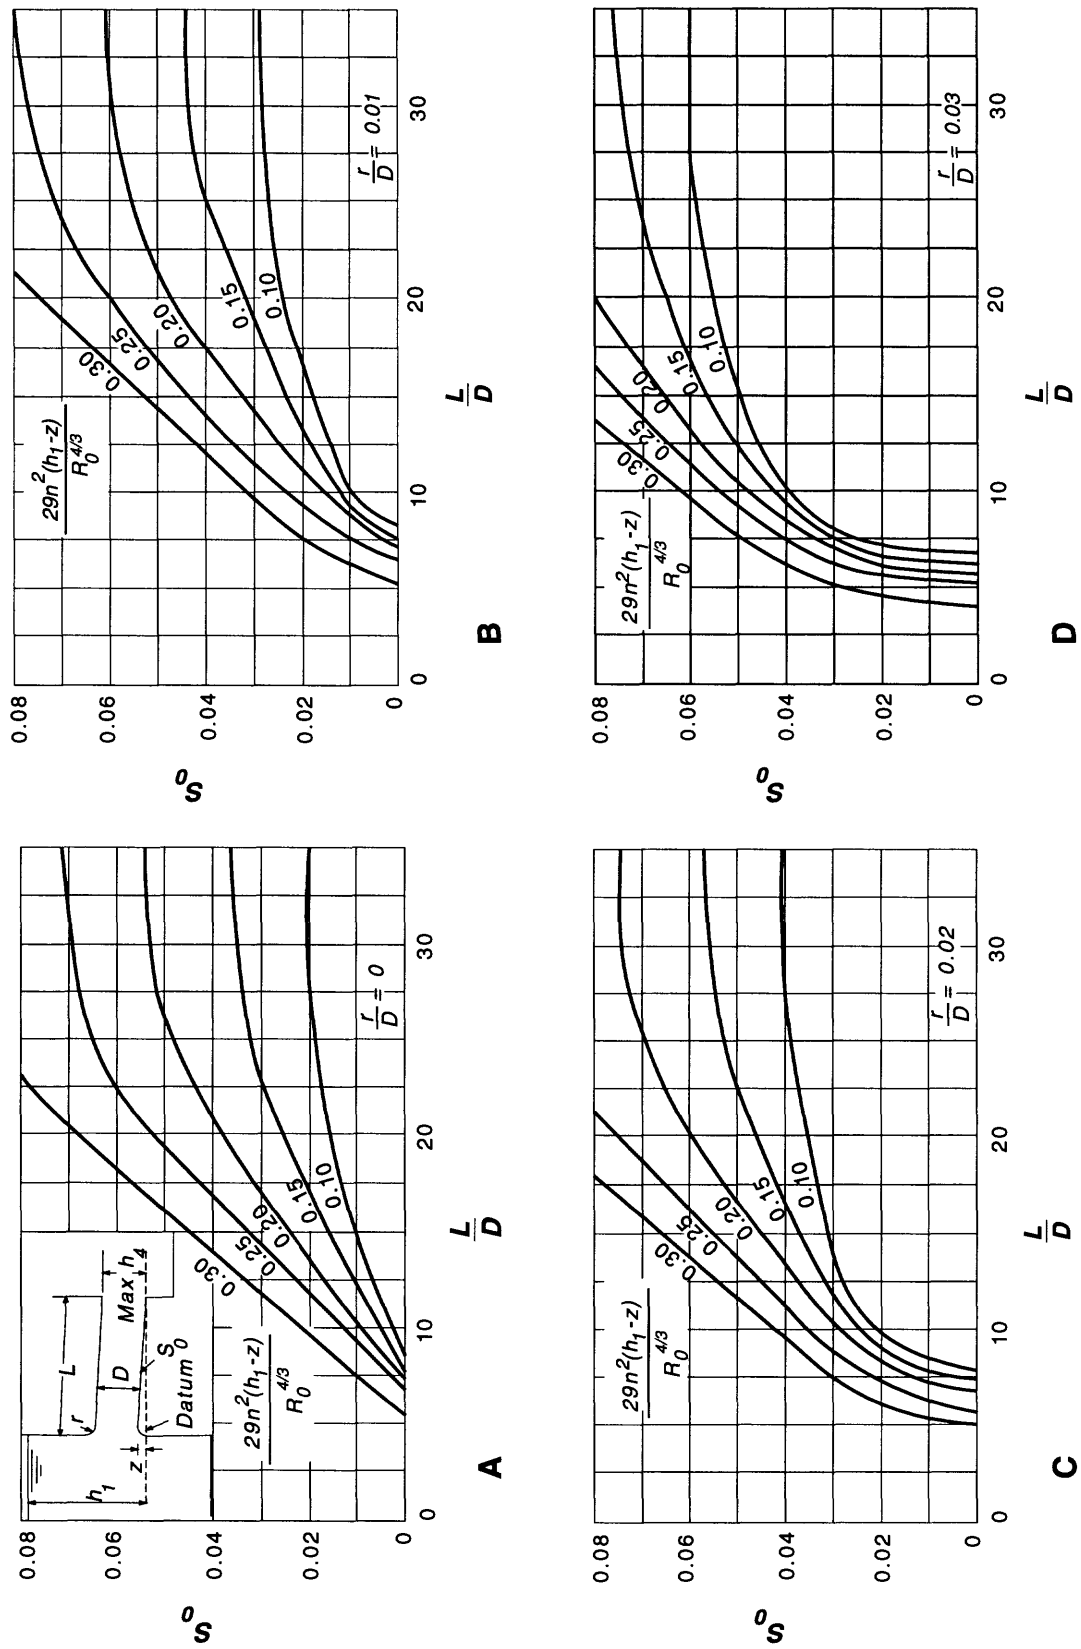 A
S₀
0.08
0.06
0.04
0.02
0
0
10
20
30
L/D
r/D = 0
29n²(h₁-z)
R₀^4/3
0.30
0.25
0.20
0.15
0.10
h₁
z
r
L
D
S₀
Datum
Max h₄
B
S₀
0.08
0.06
0.04
0.02
0
0
10
20
30
L/D
r/D = 0.01
29n²(h₁-z)
R₀^4/3
0.30
0.25
0.20
0.15
0.10
C
S₀
0.08
0.06
0.04
0.02
0
0
10
20
30
L/D
r/D = 0.02
29n²(h₁-z)
R₀^4/3
0.30
0.25
0.20
0.15
0.10
D
S₀
0.08
0.06
0.04
0.02
0
0
10
20
30
L/D
r/D = 0.03
29n²(h₁-z)
R₀^4/3
0.30
0.25
0.20
0.15
0.10